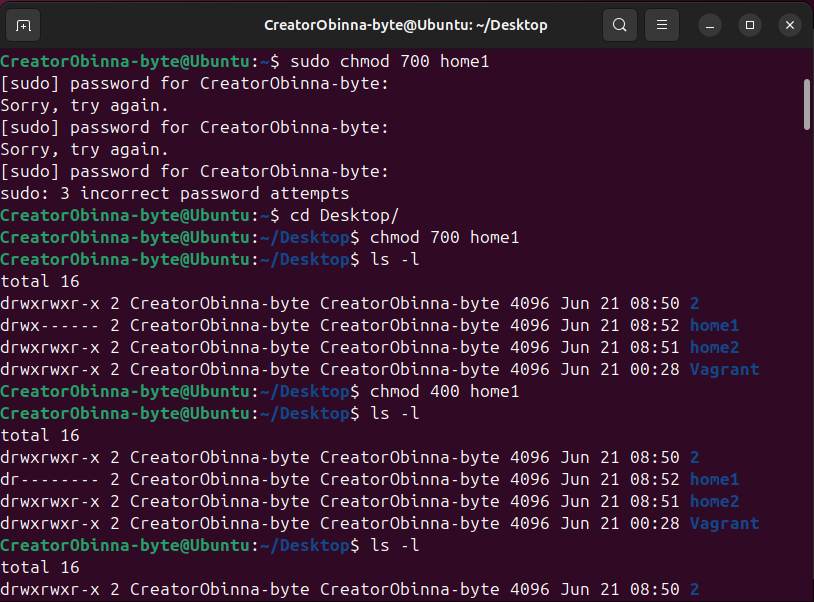 CreatorObinna-byte@Ubuntu: ~/Desktop
CreatorObinna-byte@Ubuntu:~$ sudo chmod 700 home1
[sudo] password for CreatorObinna-byte:
Sorry, try again.
[sudo] password for CreatorObinna-byte:
Sorry, try again.
[sudo] password for CreatorObinna-byte:
sudo: 3 incorrect password attempts
CreatorObinna-byte@Ubuntu:~$ cd Desktop/
CreatorObinna-byte@Ubuntu:~/Desktop$ chmod 700 home1
CreatorObinna-byte@Ubuntu:~/Desktop$ ls -l
total 16
drwxrwxr-x 2 CreatorObinna-byte CreatorObinna-byte 4096 Jun 21 08:50 2
drwx------ 2 CreatorObinna-byte CreatorObinna-byte 4096 Jun 21 08:52 home1
drwxrwxr-x 2 CreatorObinna-byte CreatorObinna-byte 4096 Jun 21 08:51 home2
drwxrwxr-x 2 CreatorObinna-byte CreatorObinna-byte 4096 Jun 21 00:28 Vagrant
CreatorObinna-byte@Ubuntu:~/Desktop$ chmod 400 home1
CreatorObinna-byte@Ubuntu:~/Desktop$ ls -l
total 16
drwxrwxr-x 2 CreatorObinna-byte CreatorObinna-byte 4096 Jun 21 08:50 2
dr-------- 2 CreatorObinna-byte CreatorObinna-byte 4096 Jun 21 08:52 home1
drwxrwxr-x 2 CreatorObinna-byte CreatorObinna-byte 4096 Jun 21 08:51 home2
drwxrwxr-x 2 CreatorObinna-byte CreatorObinna-byte 4096 Jun 21 00:28 Vagrant
CreatorObinna-byte@Ubuntu:~/Desktop$ ls -l
total 16
drwxrwxr-x 2 CreatorObinna-byte CreatorObinna-byte 4096 Jun 21 08:50 2